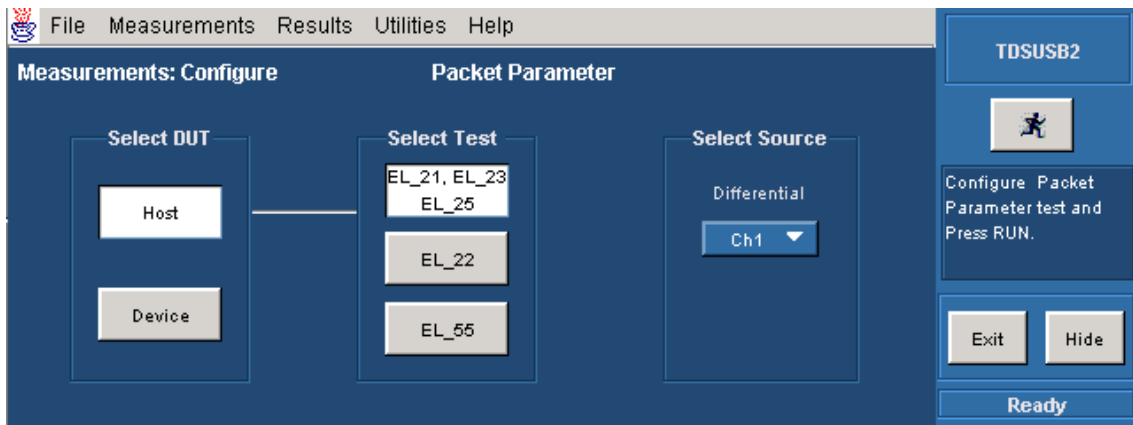 File Measurements Results Utilities Help
TDSUSB2
Measurements: Configure Packet Parameter
Select DUT
Host
Device
Select Test
EL_21, EL_23
EL_25
EL_22
EL_55
Select Source
Differential
Ch1
Configure Packet
Parameter test and
Press RUN.
Exit Hide
Ready